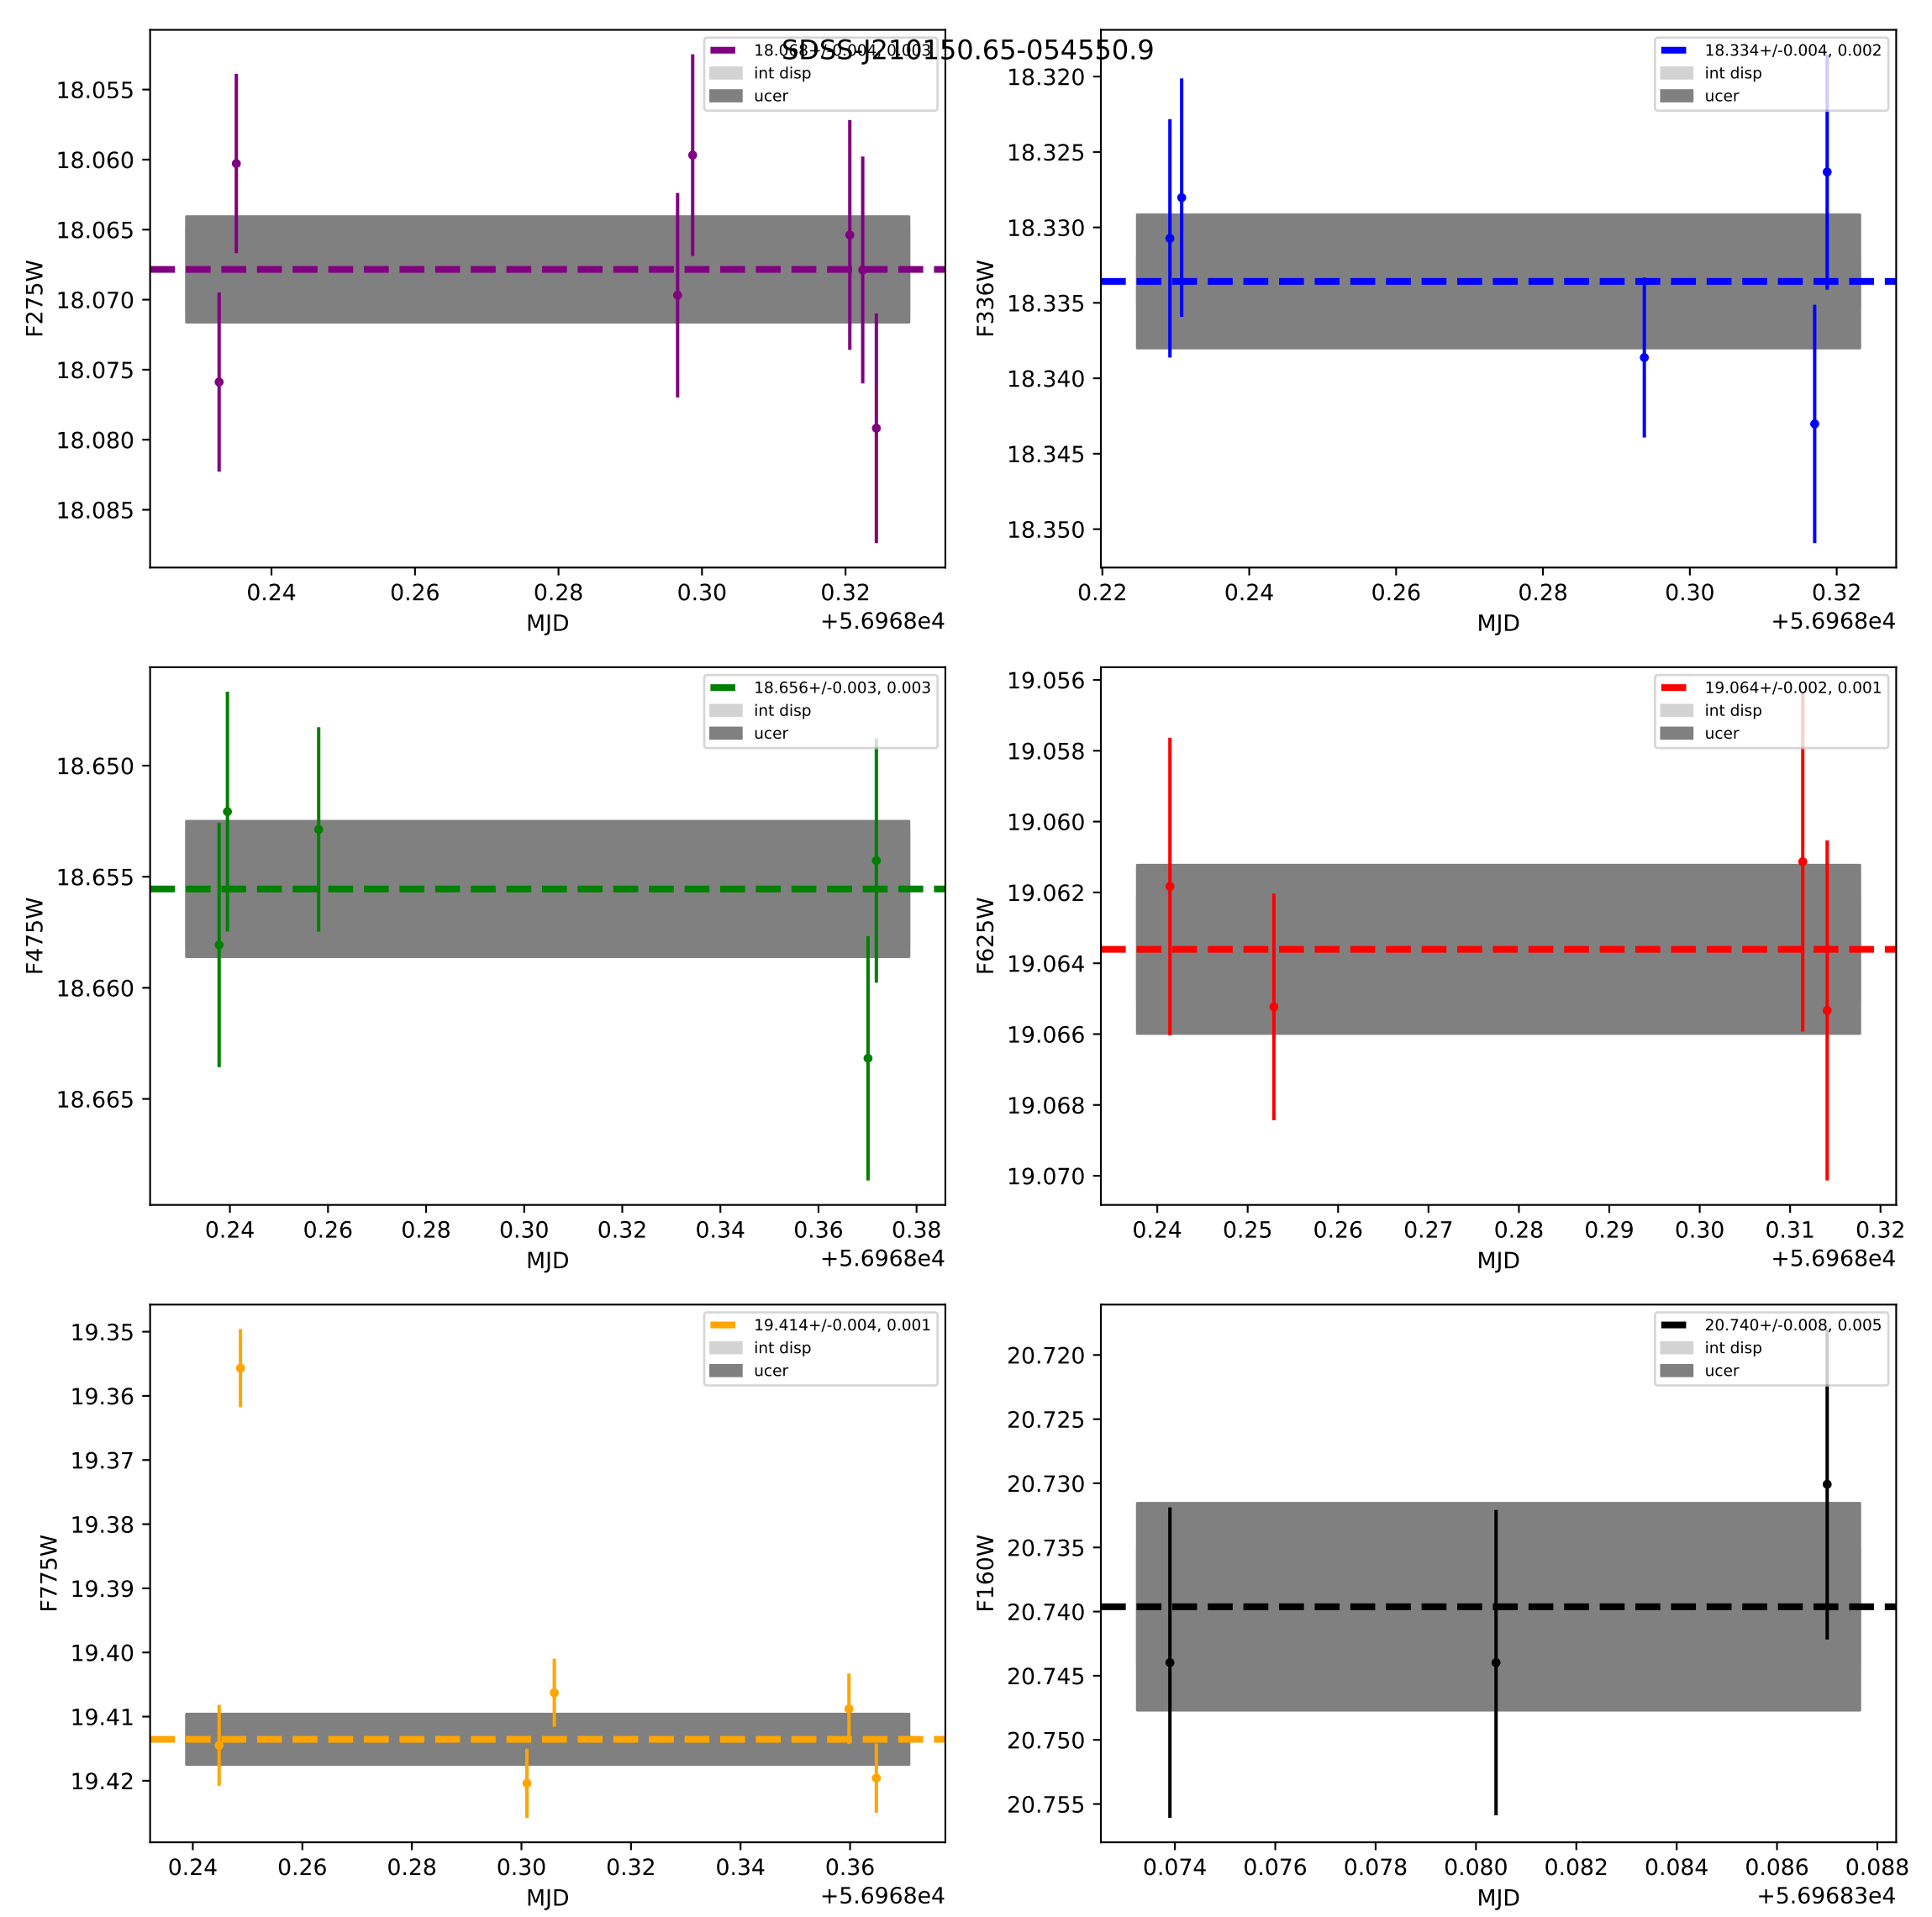 SDSS-J210150.65-054550.9
18.068+/-0.004, 0.003
int disp
ucer
18.055
18.060
18.065
18.070
18.075
18.080
18.085
F275W
0.24 0.26 0.28 0.30 0.32
MJD
+5.6968e4
18.334+/-0.004, 0.002
int disp
ucer
18.320
18.325
18.330
18.335
18.340
18.345
18.350
F336W
0.22 0.24 0.26 0.28 0.30 0.32
MJD
+5.6968e4
18.656+/-0.003, 0.003
int disp
ucer
18.650
18.655
18.660
18.665
F475W
0.24 0.26 0.28 0.30 0.32 0.34 0.36 0.38
MJD
+5.6968e4
19.064+/-0.002, 0.001
int disp
ucer
19.056
19.058
19.060
19.062
19.064
19.066
19.068
19.070
F625W
0.24 0.25 0.26 0.27 0.28 0.29 0.30 0.31 0.32
MJD
+5.6968e4
19.414+/-0.004, 0.001
int disp
ucer
19.35
19.36
19.37
19.38
19.39
19.40
19.41
19.42
F775W
0.24 0.26 0.28 0.30 0.32 0.34 0.36
MJD
+5.6968e4
20.740+/-0.008, 0.005
int disp
ucer
20.720
20.725
20.730
20.735
20.740
20.745
20.750
20.755
F160W
0.074 0.076 0.078 0.080 0.082 0.084 0.086 0.088
MJD
+5.69683e4